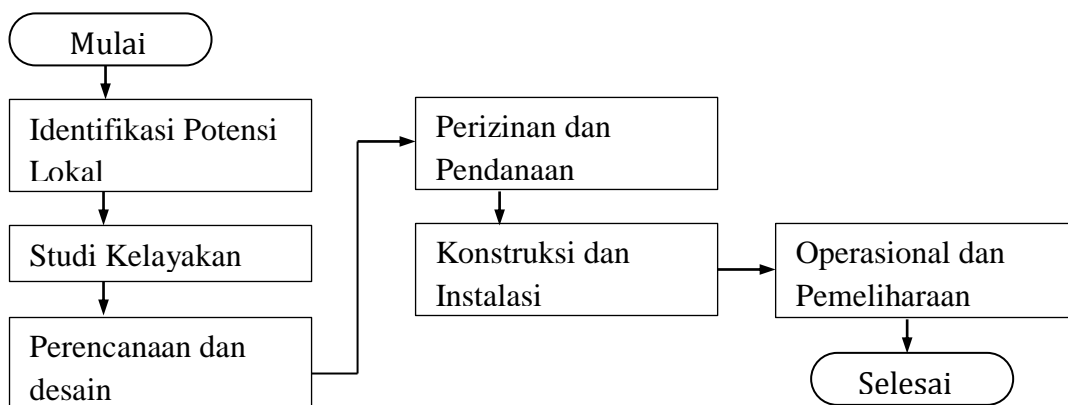 Mulai
Identifikasi Potensi
Lokal
Studi Kelayakan
Perencanaan dan
desain
Perizinan dan
Pendanaan
Konstruksi dan
Instalasi
Operasional dan
Pemeliharaan
Selesai